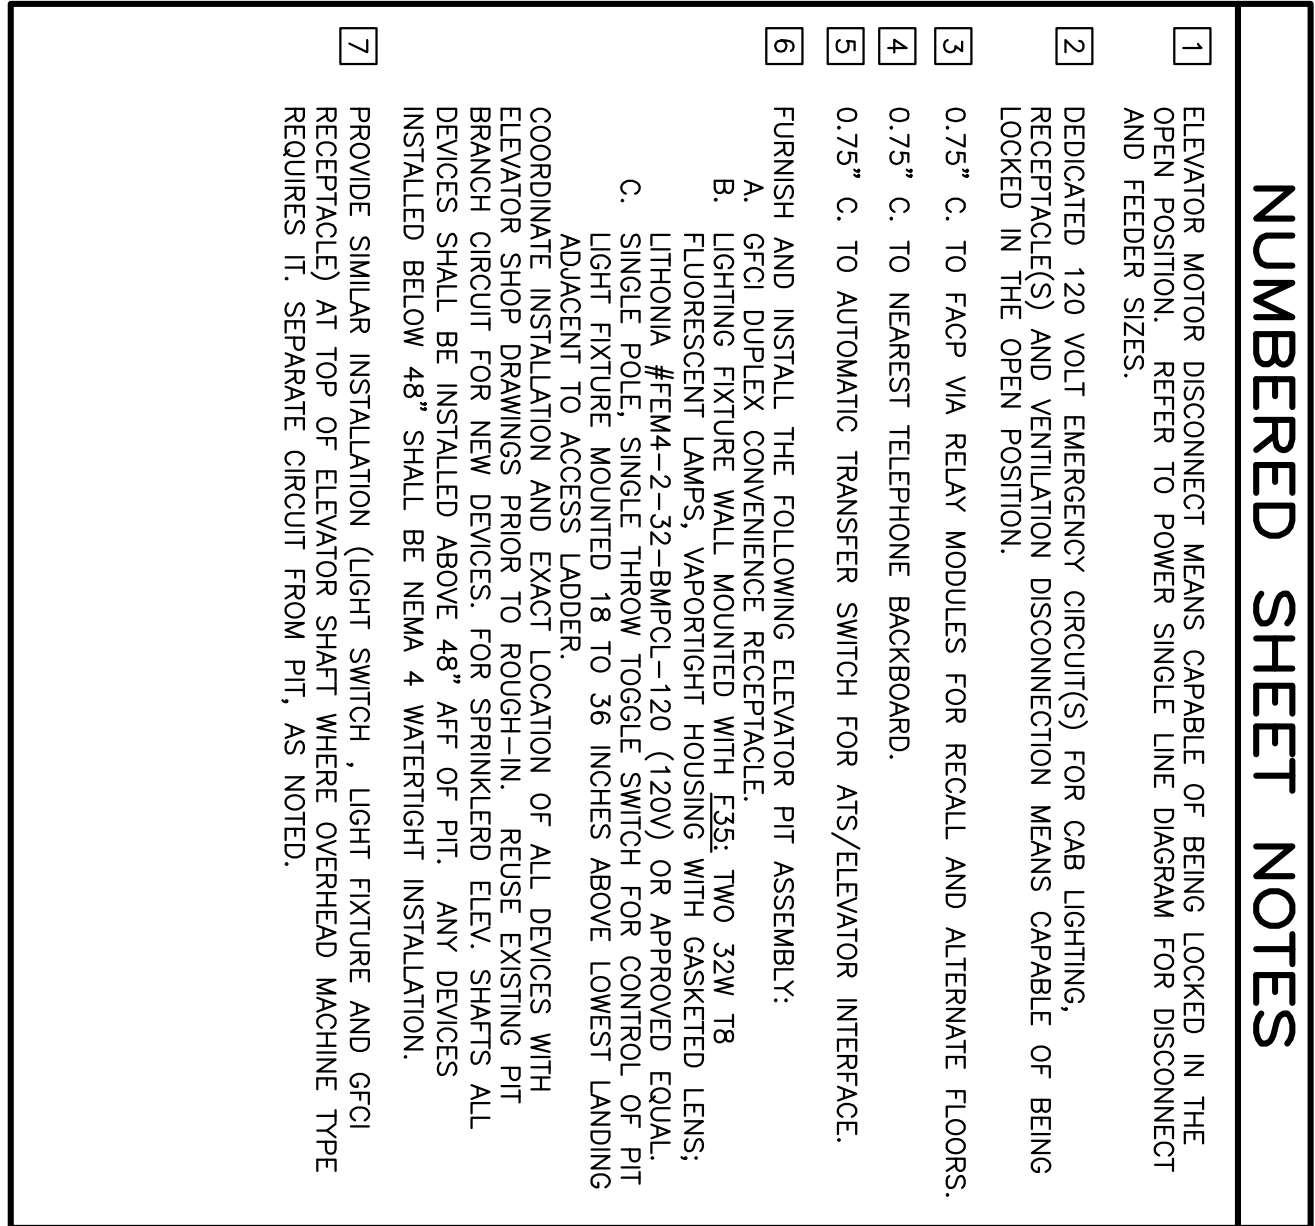 NUMBERED SHEET NOTES
1 ELEVATOR MOTOR DISCONNECT MEANS CAPABLE OF BEING LOCKED IN THE
OPEN POSITION. REFER TO POWER SINGLE LINE DIAGRAM FOR DISCONNECT
AND FEEDER SIZES.
2 DEDICATED 120 VOLT EMERGENCY CIRCUIT(S) FOR CAB LIGHTING,
RECEPTACLE(S) AND VENTILATION DISCONNECTION MEANS CAPABLE OF BEING
LOCKED IN THE OPEN POSITION.
3 0.75" C. TO FACP VIA RELAY MODULES FOR RECALL AND ALTERNATE FLOORS.
4 0.75" C. TO NEAREST TELEPHONE BACKBOARD.
5 0.75" C. TO AUTOMATIC TRANSFER SWITCH FOR ATS/ELEVATOR INTERFACE.
6 FURNISH AND INSTALL THE FOLLOWING ELEVATOR PIT ASSEMBLY:
A. GFCI DUPLEX CONVENIENCE RECEPTACLE.
B. LIGHTING FIXTURE WALL MOUNTED WITH F35: TWO 32W T8
FLUORESCENT LAMPS, VAPORTIGHT HOUSING WITH GASKETED LENS;
LITHONIA #FEM4-2-32-BMPCL-120 (120V) OR APPROVED EQUAL.
C. SINGLE POLE, SINGLE THROW TOGGLE SWITCH FOR CONTROL OF PIT
LIGHT FIXTURE MOUNTED 18 TO 36 INCHES ABOVE LOWEST LANDING
ADJACENT TO ACCESS LADDER.
COORDINATE INSTALLATION AND EXACT LOCATION OF ALL DEVICES WITH
ELEVATOR SHOP DRAWINGS PRIOR TO ROUGH-IN. REUSE EXISTING PIT
BRANCH CIRCUIT FOR NEW DEVICES. FOR SPRINKLERD ELEV. SHAFTS ALL
DEVICES SHALL BE INSTALLED ABOVE 48" AFF OF PIT. ANY DEVICES
INSTALLED BELOW 48" SHALL BE NEMA 4 WATERTIGHT INSTALLATION.
7 PROVIDE SIMILAR INSTALLATION (LIGHT SWITCH , LIGHT FIXTURE AND GFCI
RECEPTACLE) AT TOP OF ELEVATOR SHAFT WHERE OVERHEAD MACHINE TYPE
REQUIRES IT. SEPARATE CIRCUIT FROM PIT, AS NOTED.